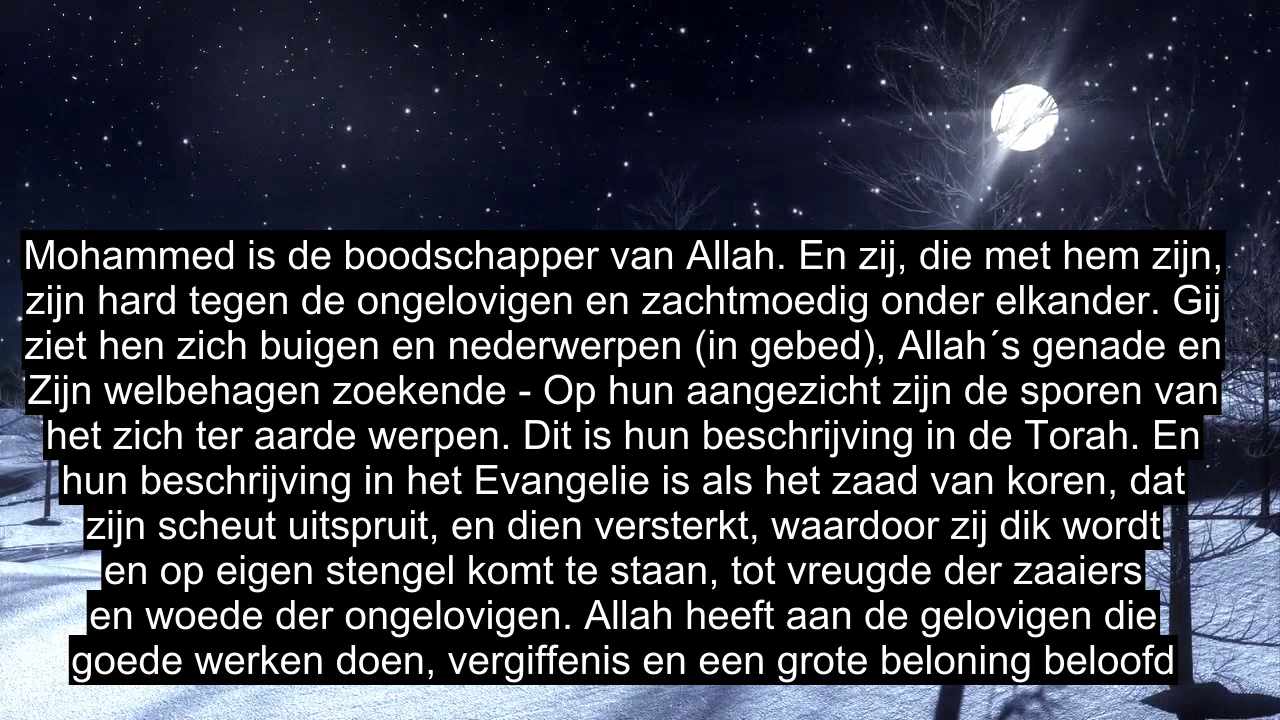 Mohammed is de boodschapper van Allah. En zij, die met hem zijn,
zijn hard tegen de ongelovigen en zachtmoedig onder elkander. Gij
ziet hen zich buigen en nederwerpen (in gebed), Allah´s genade en
Zijn welbehagen zoekende - Op hun aangezicht zijn de sporen van
het zich ter aarde werpen. Dit is hun beschrijving in de Torah. En
hun beschrijving in het Evangelie is als het zaad van koren, dat
zijn scheut uitspruit, en dien versterkt, waardoor zij dik wordt
en op eigen stengel komt te staan, tot vreugde der zaaiers
en woede der ongelovigen. Allah heeft aan de gelovigen die
goede werken doen, vergiffenis en een grote beloning beloofd